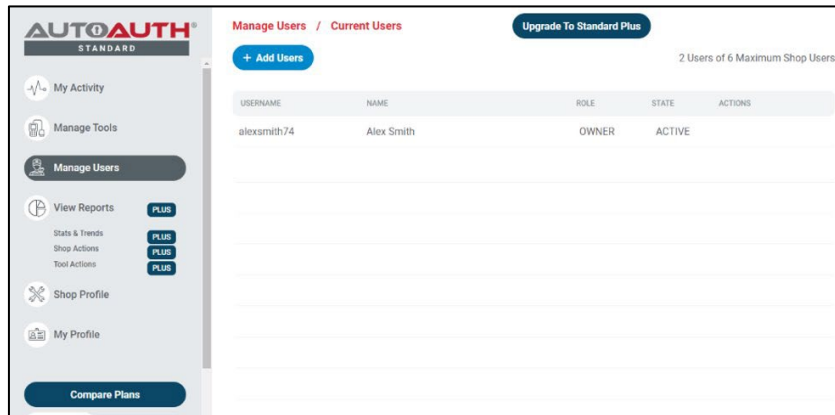 AUTOAUTH®
STANDARD
My Activity
Manage Tools
Manage Users
View Reports PLUS
Stats & Trends PLUS
Shop Actions PLUS
Tool Actions PLUS
Shop Profile
My Profile
Compare Plans
Manage Users / Current Users
Upgrade To Standard Plus
+ Add Users
2 Users of 6 Maximum Shop Users
USERNAME NAME ROLE STATE ACTIONS
alexsmith74 Alex Smith OWNER ACTIVE